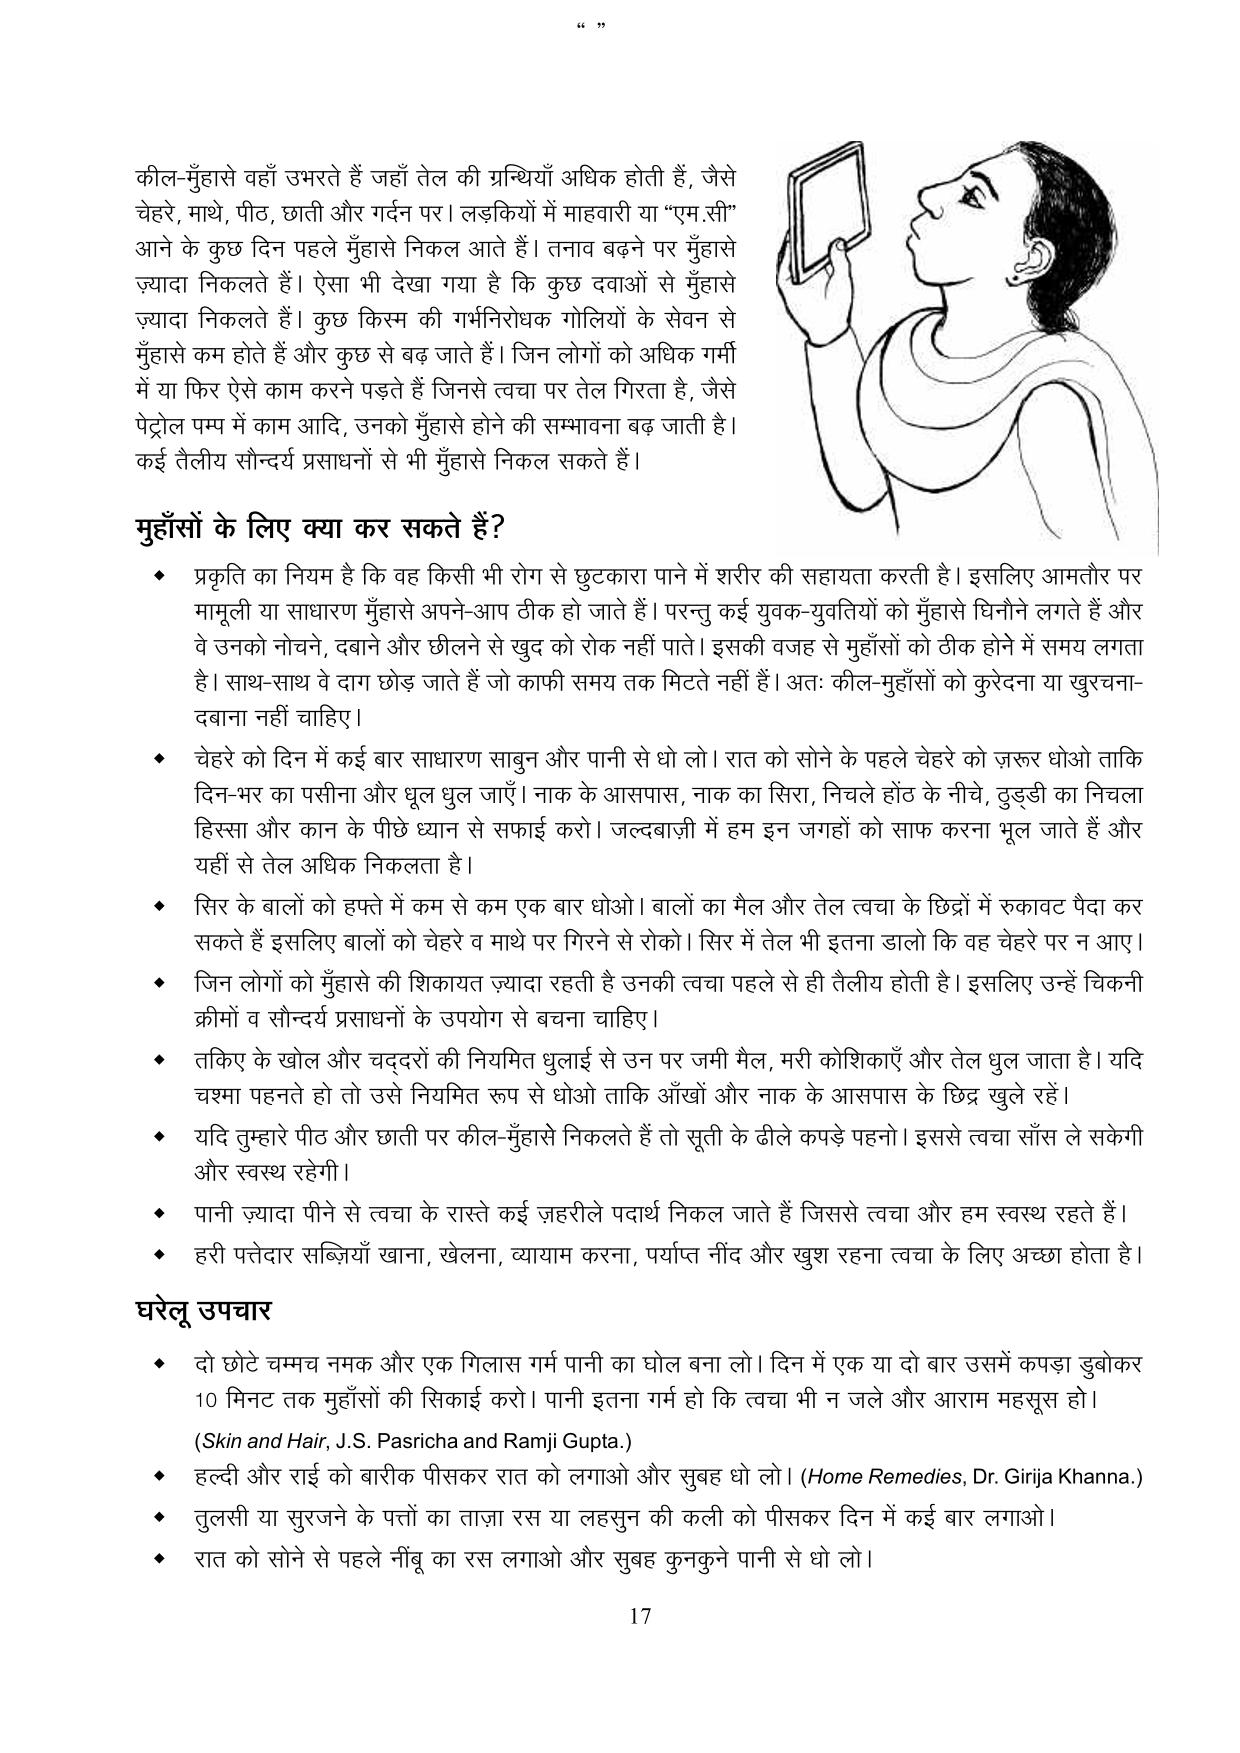 “ ”
कील-मुँहासे वहाँ उभरते हैं जहाँ तेल की ग्रन्थियाँ अधिक होती हैं, जैसे
चेहरे, माथे, पीठ, छाती और गर्दन पर। लड़कियों में माहवारी या “एम.सी”
आने के कुछ दिन पहले मुँहासे निकल आते हैं। तनाव बढ़ने पर मुँहासे
ज़्यादा निकलते हैं। ऐसा भी देखा गया है कि कुछ दवाओं से मुँहासे
ज़्यादा निकलते हैं। कुछ किस्म की गर्भनिरोधक गोलियों के सेवन से
मुँहासे कम होते हैं और कुछ से बढ़ जाते हैं। जिन लोगों को अधिक गर्मी
में या फिर ऐसे काम करने पड़ते हैं जिनसे त्वचा पर तेल गिरता है, जैसे
पेट्रोल पम्प में काम आदि, उनको मुँहासे होने की सम्भावना बढ़ जाती है।
कई तैलीय सौन्दर्य प्रसाधनों से भी मुँहासे निकल सकते हैं।
मुहाँसों के लिए क्या कर सकते हैं?
◆ प्रकृति का नियम है कि वह किसी भी रोग से छुटकारा पाने में शरीर की सहायता करती है। इसलिए आमतौर पर
मामूली या साधारण मुँहासे अपने-आप ठीक हो जाते हैं। परन्तु कई युवक-युवतियों को मुँहासे घिनौने लगते हैं और
वे उनको नोचने, दबाने और छीलने से खुद को रोक नहीं पाते। इसकी वजह से मुहाँसों को ठीक होने में समय लगता
है। साथ-साथ वे दाग छोड़ जाते हैं जो काफी समय तक मिटते नहीं हैं। अतः कील-मुहाँसों को कुरेदना या खुरचना-
दबाना नहीं चाहिए।
◆ चेहरे को दिन में कई बार साधारण साबुन और पानी से धो लो। रात को सोने के पहले चेहरे को ज़रूर धोओ ताकि
दिन-भर का पसीना और धूल धुल जाएँ। नाक के आसपास, नाक का सिरा, निचले होंठ के नीचे, ठुड्डी का निचला
हिस्सा और कान के पीछे ध्यान से सफाई करो। जल्दबाज़ी में हम इन जगहों को साफ करना भूल जाते हैं और
यहीं से तेल अधिक निकलता है।
◆ सिर के बालों को हफ्ते में कम से कम एक बार धोओ। बालों का मैल और तेल त्वचा के छिद्रों में रुकावट पैदा कर
सकते हैं इसलिए बालों को चेहरे व माथे पर गिरने से रोको। सिर में तेल भी इतना डालो कि वह चेहरे पर न आए।
◆ जिन लोगों को मुँहासे की शिकायत ज़्यादा रहती है उनकी त्वचा पहले से ही तैलीय होती है। इसलिए उन्हें चिकनी
क्रीमों व सौन्दर्य प्रसाधनों के उपयोग से बचना चाहिए।
◆ तकिए के खोल और चद्दरों की नियमित धुलाई से उन पर जमी मैल, मरी कोशिकाएँ और तेल धुल जाता है। यदि
चश्मा पहनते हो तो उसे नियमित रूप से धोओ ताकि आँखों और नाक के आसपास के छिद्र खुले रहें।
◆ यदि तुम्हारे पीठ और छाती पर कील-मुँहासे निकलते हैं तो सूती के ढीले कपड़े पहनो। इससे त्वचा साँस ले सकेगी
और स्वस्थ रहेगी।
◆ पानी ज़्यादा पीने से त्वचा के रास्ते कई ज़हरीले पदार्थ निकल जाते हैं जिससे त्वचा और हम स्वस्थ रहते हैं।
◆ हरी पत्तेदार सब्ज़ियाँ खाना, खेलना, व्यायाम करना, पर्याप्त नींद और खुश रहना त्वचा के लिए अच्छा होता है।
घरेलू उपचार
◆ दो छोटे चम्मच नमक और एक गिलास गर्म पानी का घोल बना लो। दिन में एक या दो बार उसमें कपड़ा डुबोकर
10 मिनट तक मुहाँसों की सिकाई करो। पानी इतना गर्म हो कि त्वचा भी न जले और आराम महसूस हो।
(Skin and Hair, J.S. Pasricha and Ramji Gupta.)
◆ हल्दी और राई को बारीक पीसकर रात को लगाओ और सुबह धो लो। (Home Remedies, Dr. Girija Khanna.)
◆ तुलसी या सुरजने के पत्तों का ताज़ा रस या लहसुन की कली को पीसकर दिन में कई बार लगाओ।
◆ रात को सोने से पहले नींबू का रस लगाओ और सुबह कुनकुने पानी से धो लो।
17